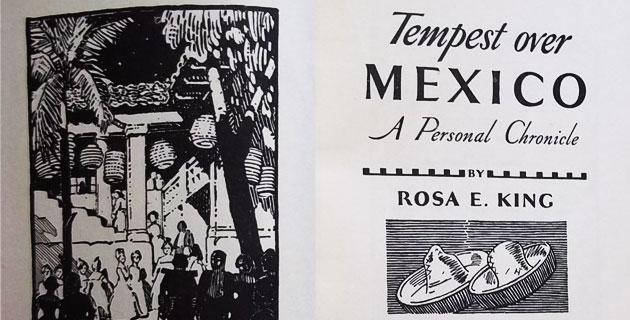 Tempest over
MEXICO
A Personal Chronicle
BY
ROSA E. KING